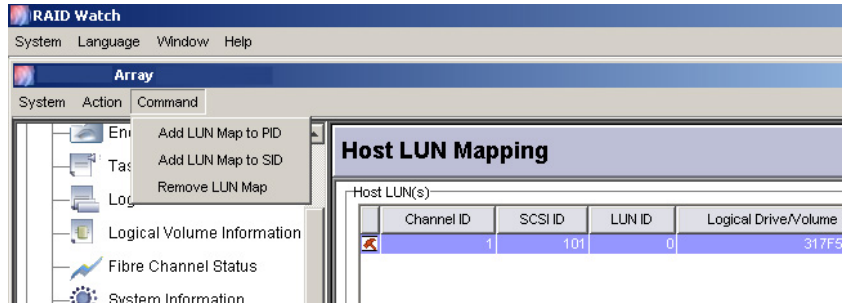 RAID Watch
System Language Window Help
Array
System Action Command
Add LUN Map to PID
Add LUN Map to SID
Remove LUN Map
Logical Volume Information
Fibre Channel Status
System Information
Host LUN Mapping
Host LUN(s)
Channel ID SCSI ID LUN ID Logical Drive/Volume
1 101 0 317F5